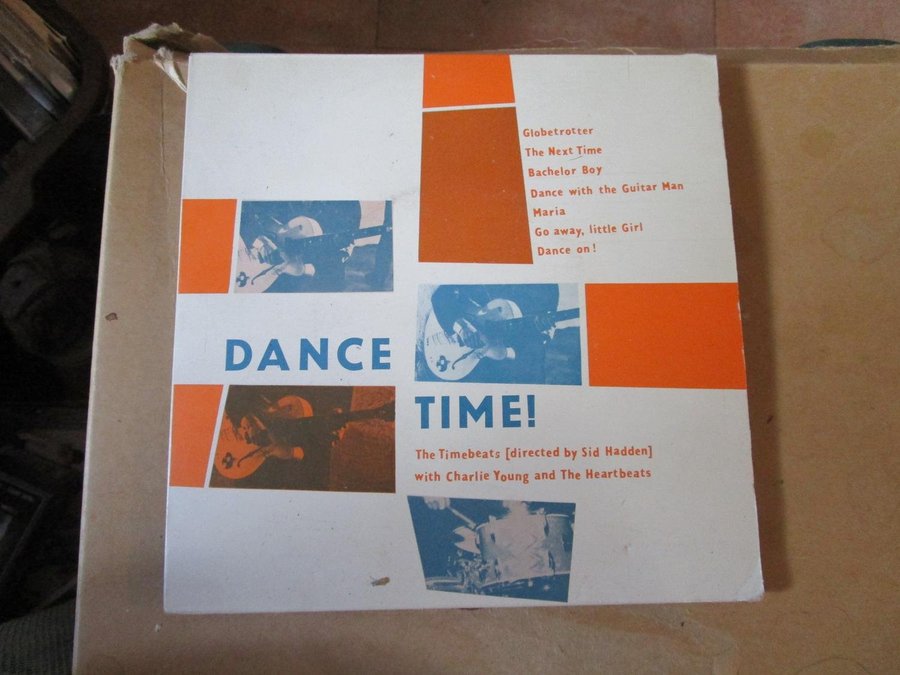 Globetrotter
The Next Time
Bachelor Boy
Dance with the Guitar Man
Maria
Go away, little Girl
Dance on!
DANCE
TIME!
The Timebeats [directed by Sid Hadden]
with Charlie Young and The Heartbeats